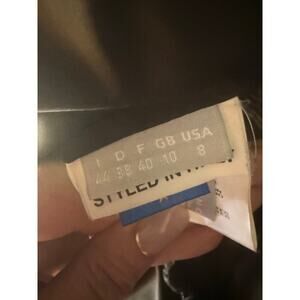 I D F GB USA
44 38 40 10 8
STYLED IN ITALY